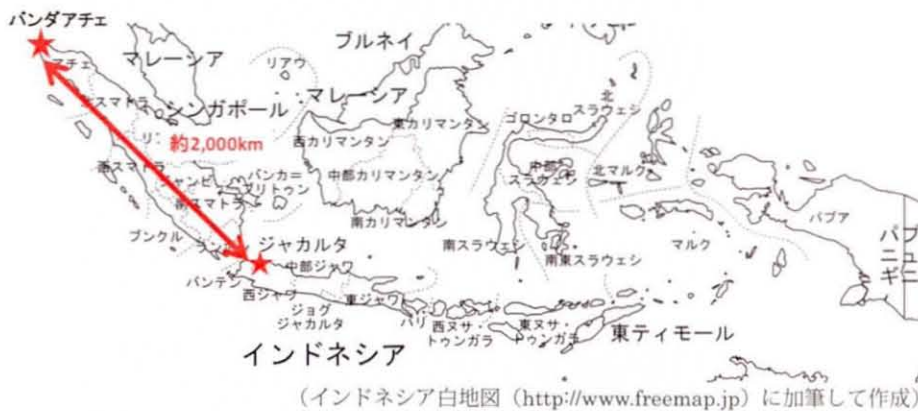 バンダアチェ
アチェ
マレーシア
リアウ
ブルネイ
スマトラ
シンガポール
マレーシア
東カリマンタン
ゴロンタロ
北
スラウェシ
約2,000km
西カリマンタン
西スマトラ
ジャンビ
バンカ=
ブリトゥン
中部カリマンタン
中部
スラウェシ
北マルク
南スマトラ
南カリマンタン
パプア
パプア
ニュー
ギニア
ブンクル
ジャカルタ
南スラウェシ
南東スラウェシ
マルク
バンテン
中部ジャワ
西ジャワ
東ジャワ
ジョグ
ジャカルタ
バリ
西ヌサ・
トゥンガラ
東ヌサ・
トゥンガラ
東ティモール
インドネシア
(インドネシア白地図(http://www.freemap.jp)に加筆して作成)